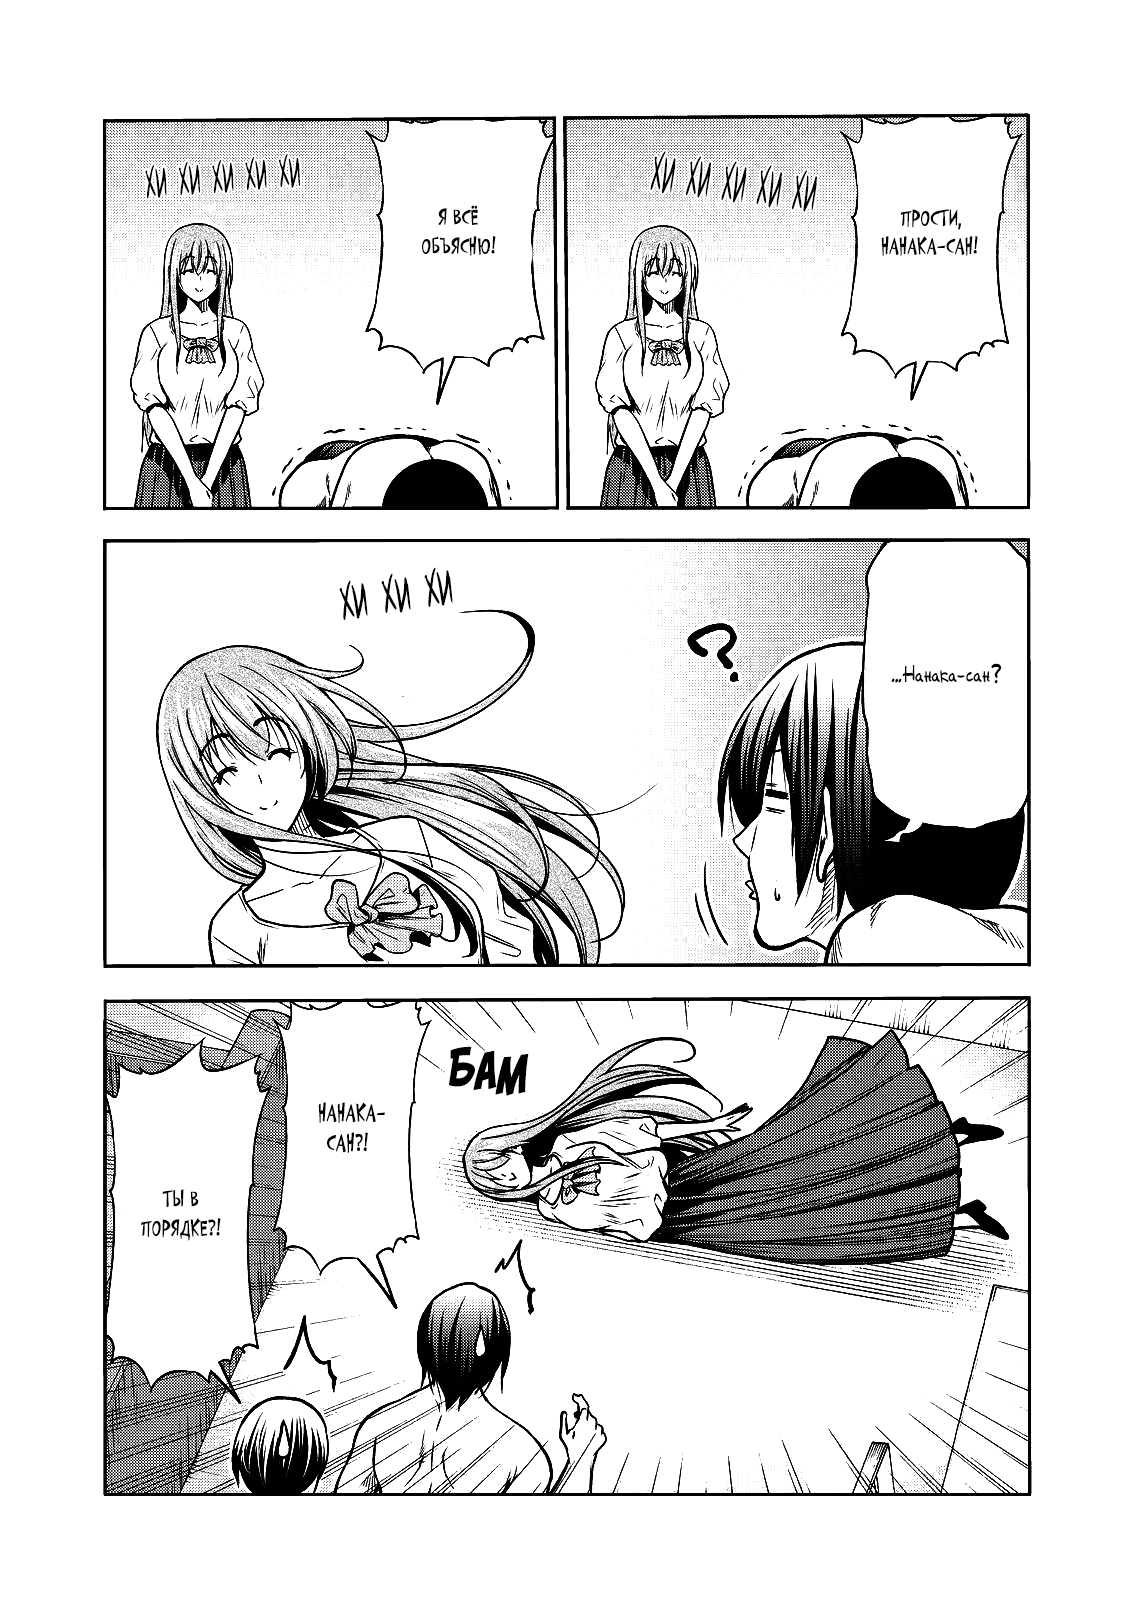 ХИ ХИ ХИ ХИ ХИ
Я ВСЁ
ОБЪЯСНЮ!
ХИ ХИ ХИ ХИ ХИ
ПРОСТИ,
НАНАКА-САН!
ХИ ХИ ХИ
?
...Нанака-сан?
БАМ
НАНАКА-
САН?!
ТЫ В
ПОРЯДКЕ?!